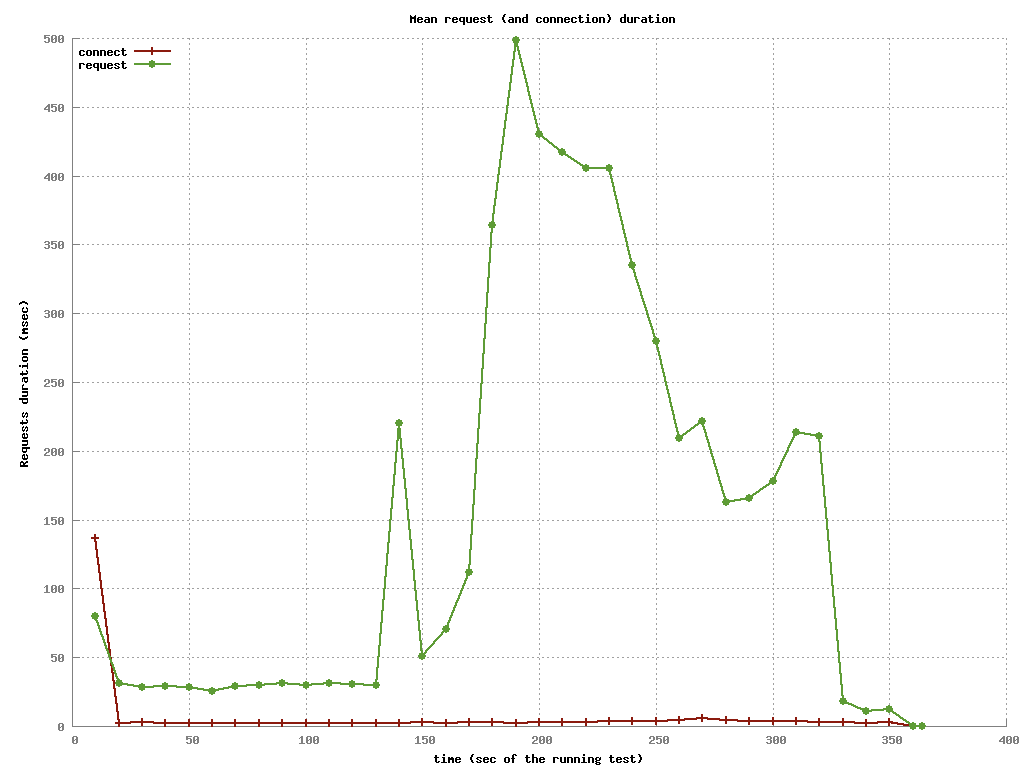 Mean request (and connection) duration
connect
request
500
450
400
350
300
250
200
150
100
50
0
Requests duration (msec)
0 50 100 150 200 250 300 350 400
time (sec of the running test)